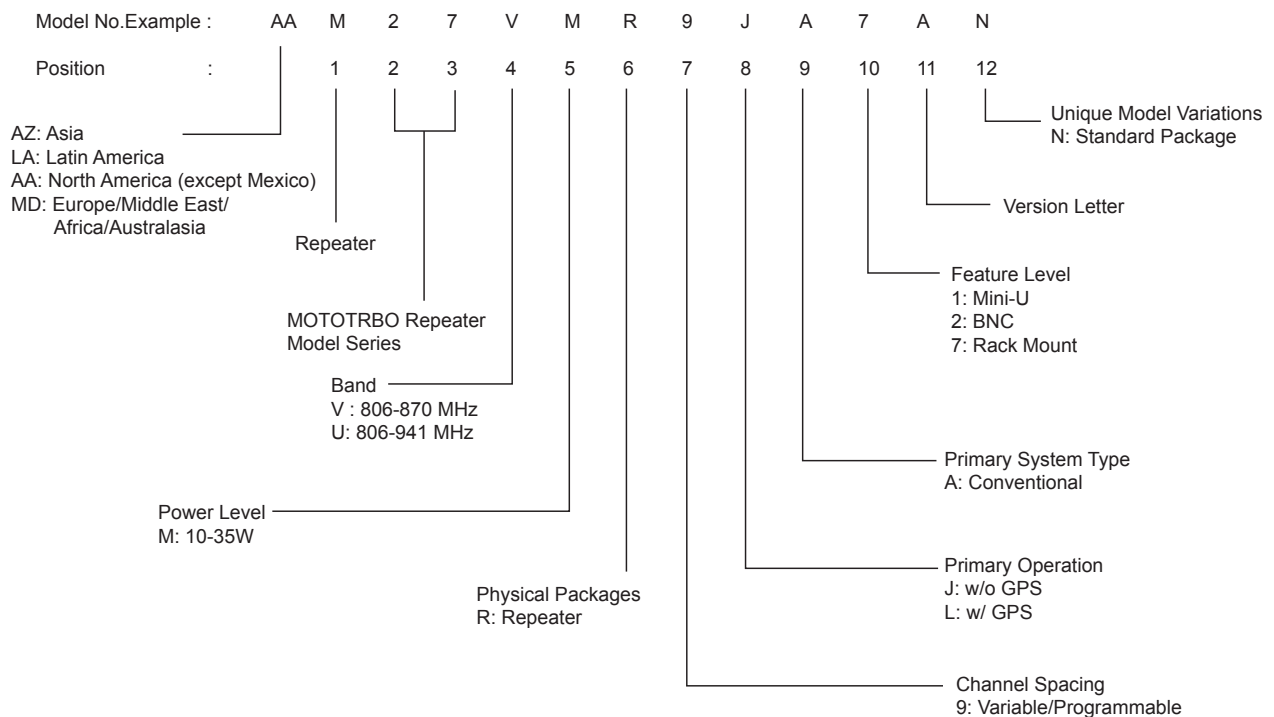 Model No.Example : AA M 2 7 V M R 9 J A 7 A N
Position : 1 2 3 4 5 6 7 8 9 10 11 12
Unique Model Variations
N: Standard Package
AZ: Asia
LA: Latin America
AA: North America (except Mexico)
MD: Europe/Middle East/
Africa/Australasia
Version Letter
Repeater
Feature Level
1: Mini-U
2: BNC
7: Rack Mount
MOTOTRBO Repeater
Model Series
Band
V : 806-870 MHz
U: 806-941 MHz
Primary System Type
A: Conventional
Power Level
M: 10-35W
Primary Operation
J: w/o GPS
L: w/ GPS
Physical Packages
R: Repeater
Channel Spacing
9: Variable/Programmable